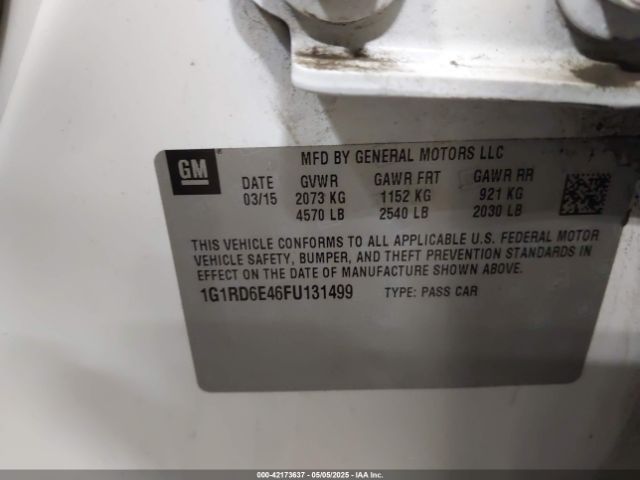 GM
MFD BY GENERAL MOTORS LLC
DATE GVWR GAWR FRT GAWR RR
03/15 2073 KG 1152 KG 921 KG
4570 LB 2540 LB 2030 LB
THIS VEHICLE CONFORMS TO ALL APPLICABLE U.S. FEDERAL MOTOR
VEHICLE SAFETY, BUMPER, AND THEFT PREVENTION STANDARDS IN
EFFECT ON THE DATE OF MANUFACTURE SHOWN ABOVE.
1G1RD6E46FU131499 TYPE: PASS CAR
000-42173637 - 05/05/2025 - IAA Inc.